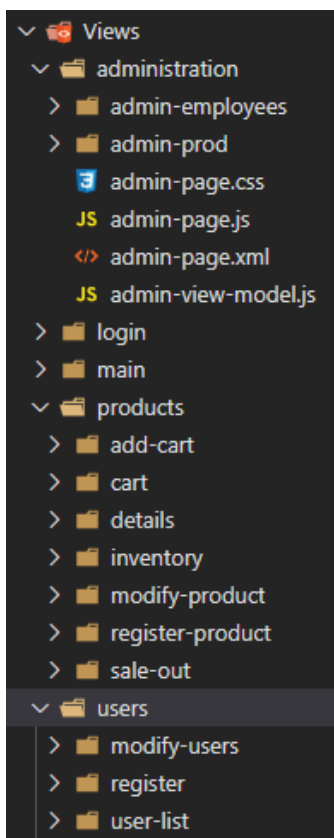 Views
administration
admin-employees
admin-prod
admin-page.css
JS admin-page.js
admin-page.xml
JS admin-view-model.js
login
main
products
add-cart
cart
details
inventory
modify-product
register-product
sale-out
users
modify-users
register
user-list